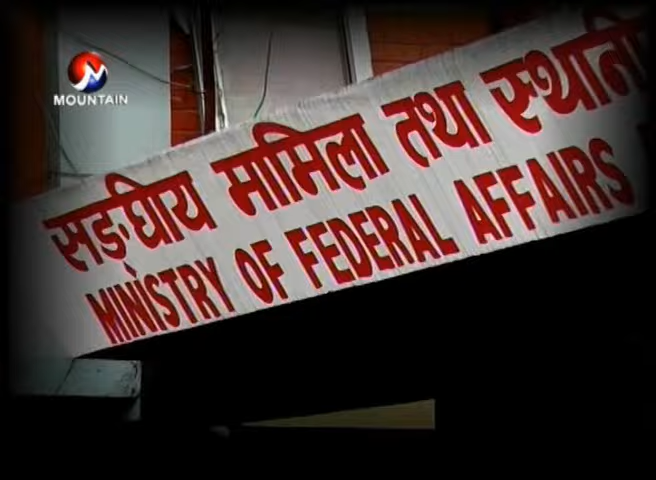 MOUNTAIN
सङ्घीय मामिला तथा स्थानी
MINISTRY OF FEDERAL AFFAIRS